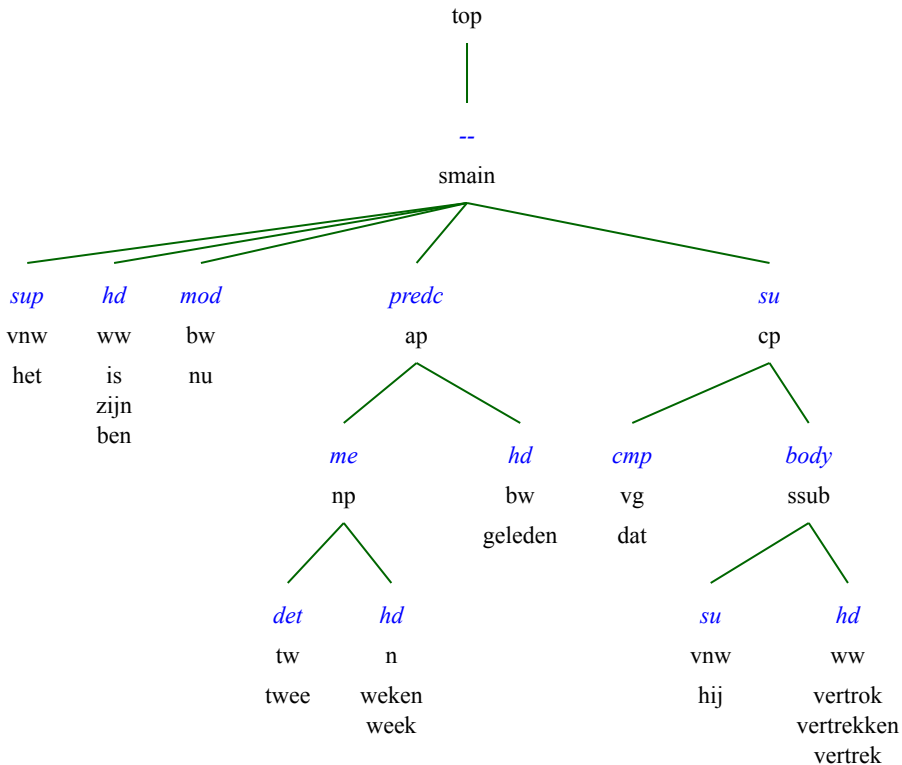 top
--
smain
sup hd mod predc su
vnw ww bw ap cp
het is nu
zijn
ben
me hd cmp body
np bw vg ssub
geleden dat
det hd su hd
tw n vnw ww
twee weken hij vertrok
week vertrekken
vertrek